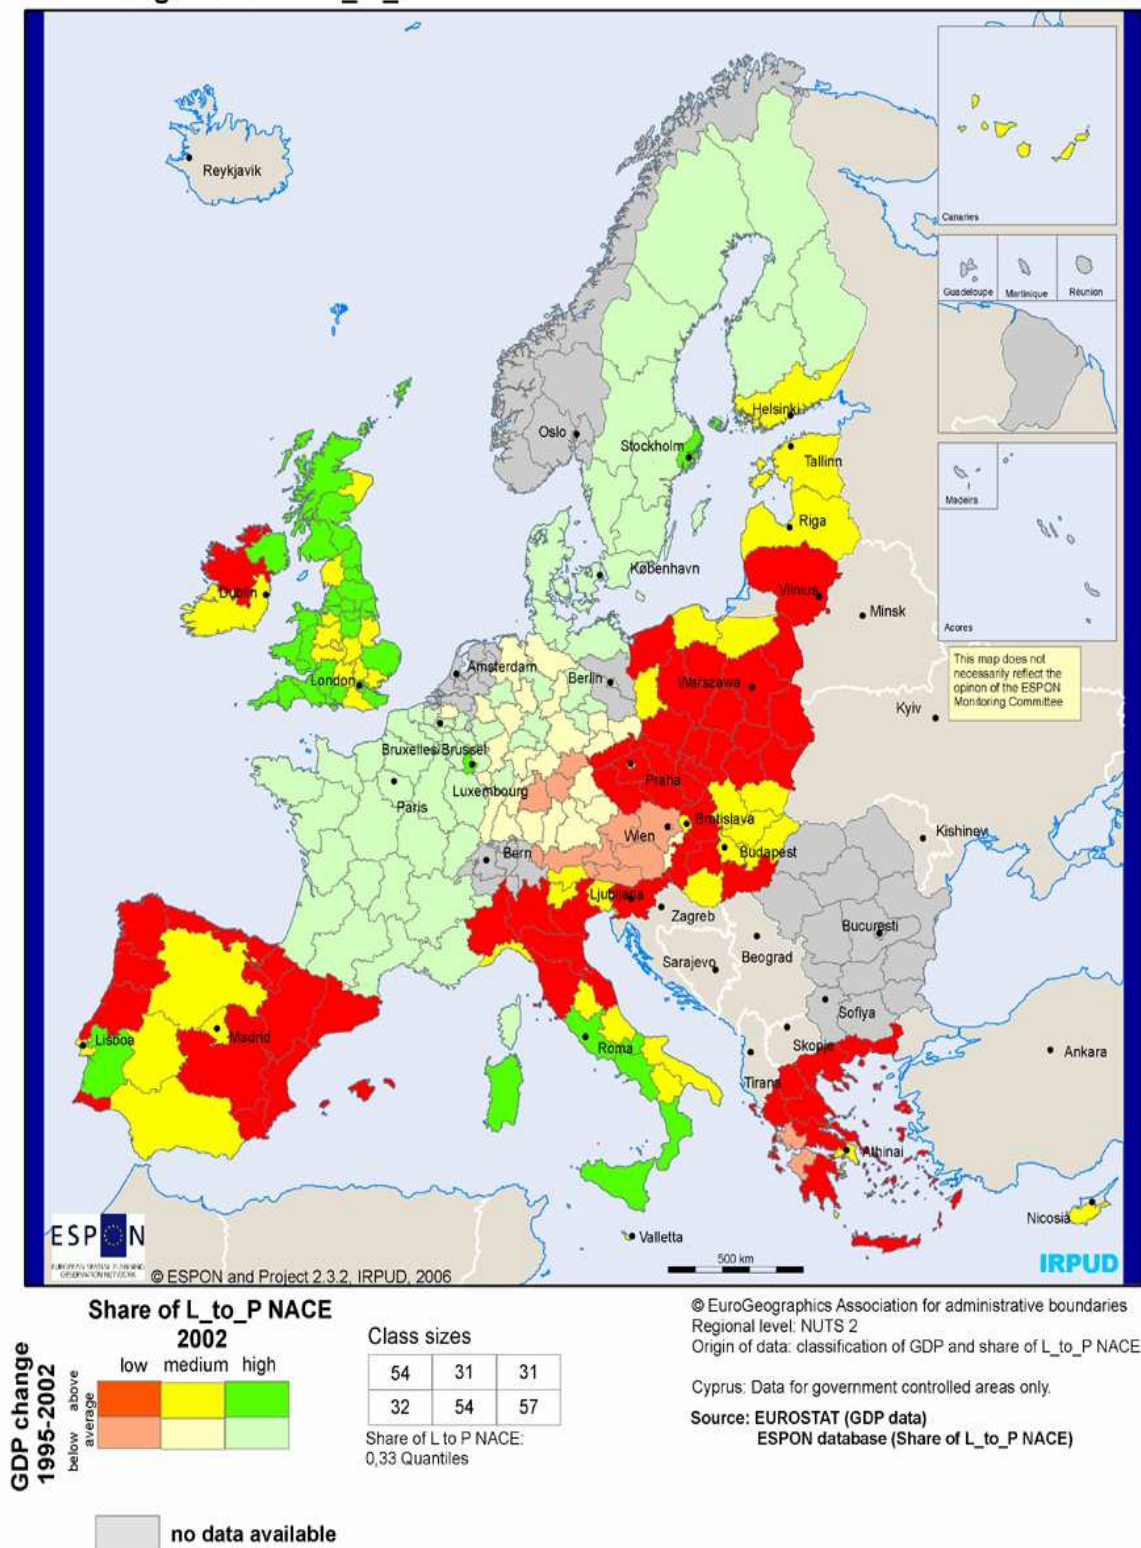 Reykjavik
Canaries
Guadeloupe
Martinique
Réunion
Oslo
Stockholm
Helsinki
Tallinn
Riga
Madeira
København
Vilnius
Minsk
Dublin
Acores
Amsterdam
Berlin
Warszawa
London
This map does not
necessarily reflect the
opinon of the ESPON
Monitoring Committee
Kyiv
Bruxelles/Brussel
Praha
Luxembourg
Paris
Bratislava
Wien
Kishinev
Bern
Budapest
Ljubljana
Zagreb
Bucuresti
Sarajevo
Beograd
Sofiya
Lisboa
Madrid
Roma
Skopje
Ankara
Tirana
Athinai
Nicosia
Valletta
ESPON
EUROPEAN SPATIAL PLANNING
OBSERVATION NETWORK
© ESPON and Project 2.3.2, IRPUD, 2006
500 km
IRPUD
Share of L_to_P NACE
2002
low medium high
GDP change
1995-2002
below above
average
Class sizes
54 31 31
32 54 57
Share of L to P NACE:
0,33 Quantiles
© EuroGeographics Association for administrative boundaries
Regional level: NUTS 2
Origin of data: classification of GDP and share of L_to_P NACE
Cyprus: Data for government controlled areas only.
Source: EUROSTAT (GDP data)
ESPON database (Share of L_to_P NACE)
no data available